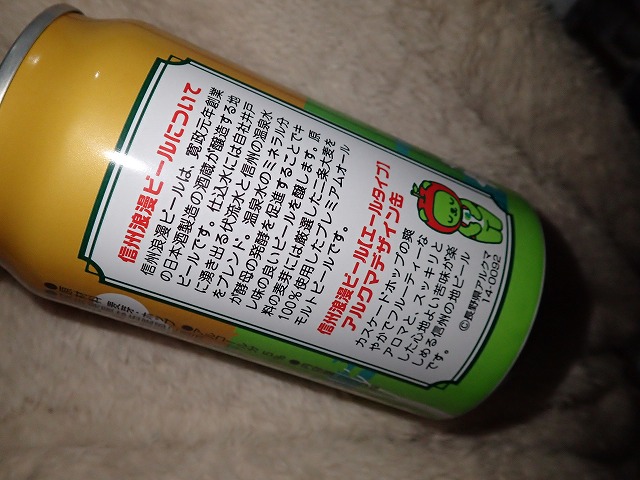 信州浪漫ビールについて
信州浪漫ビールは、寛政元年創業
の日本酒製造の酒蔵が醸造する地
ビールです。仕込水には自社井戸
に湧き出る伏流水と信州の温泉水
をブレンド。温泉水のミネラル分
が酵母の発酵を促進することでキ
レ味の良いビールを醸します。原
料の麦芽には厳選した二条大麦を
100%使用したプレミアムオール
モルトビールです。
信州浪漫ビール【エールタイプ】
アルクマデザイン缶
カスケードホップの爽
やかでフルーティーな
アロマと、スッキリと
した心地よい苦味が楽
しめる信州の地ビール
です。
©長野県アルクマ
14-0092